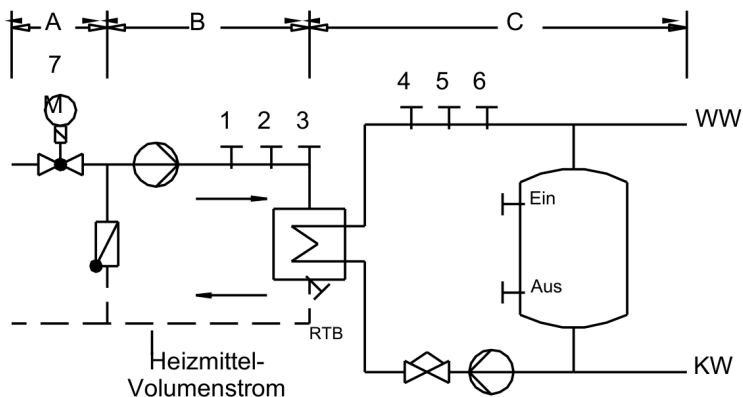 A B C
7
M
1 2 3
4 5 6
WW
Ein
Aus
RTB
Heizmittel-
Volumenstrom
KW